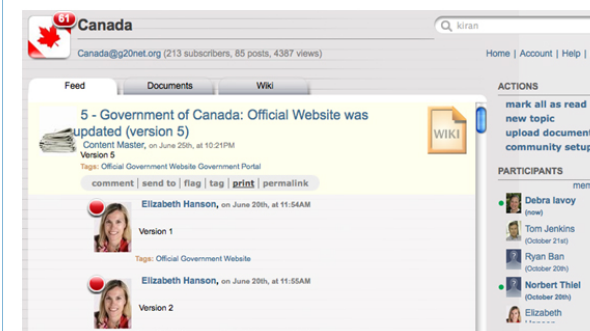 61
Canada
kiran
Canada@g20net.org (213 subscribers, 85 posts, 4387 views)
Home | Account | Help |
Feed
Documents
Wiki
ACTIONS
mark all as read
new topic
upload document
community setup
5 - Government of Canada: Official Website was
updated (version 5)
WIKI
Content Master, on June 25th, at 10:21PM
Version 5
Tags: Official Government Website Government Portal
comment | send to | flag | tag | print | permalink
PARTICIPANTS
Debra lavoy
(now)
Tom Jenkins
(October 21st)
Ryan Ban
(October 20th)
Norbert Thiel
(October 20th)
Elizabeth
Elizabeth Hanson, on June 20th, at 11:54AM
Version 1
Tags: Official Government Website
Elizabeth Hanson, on June 20th, at 11:55AM
Version 2